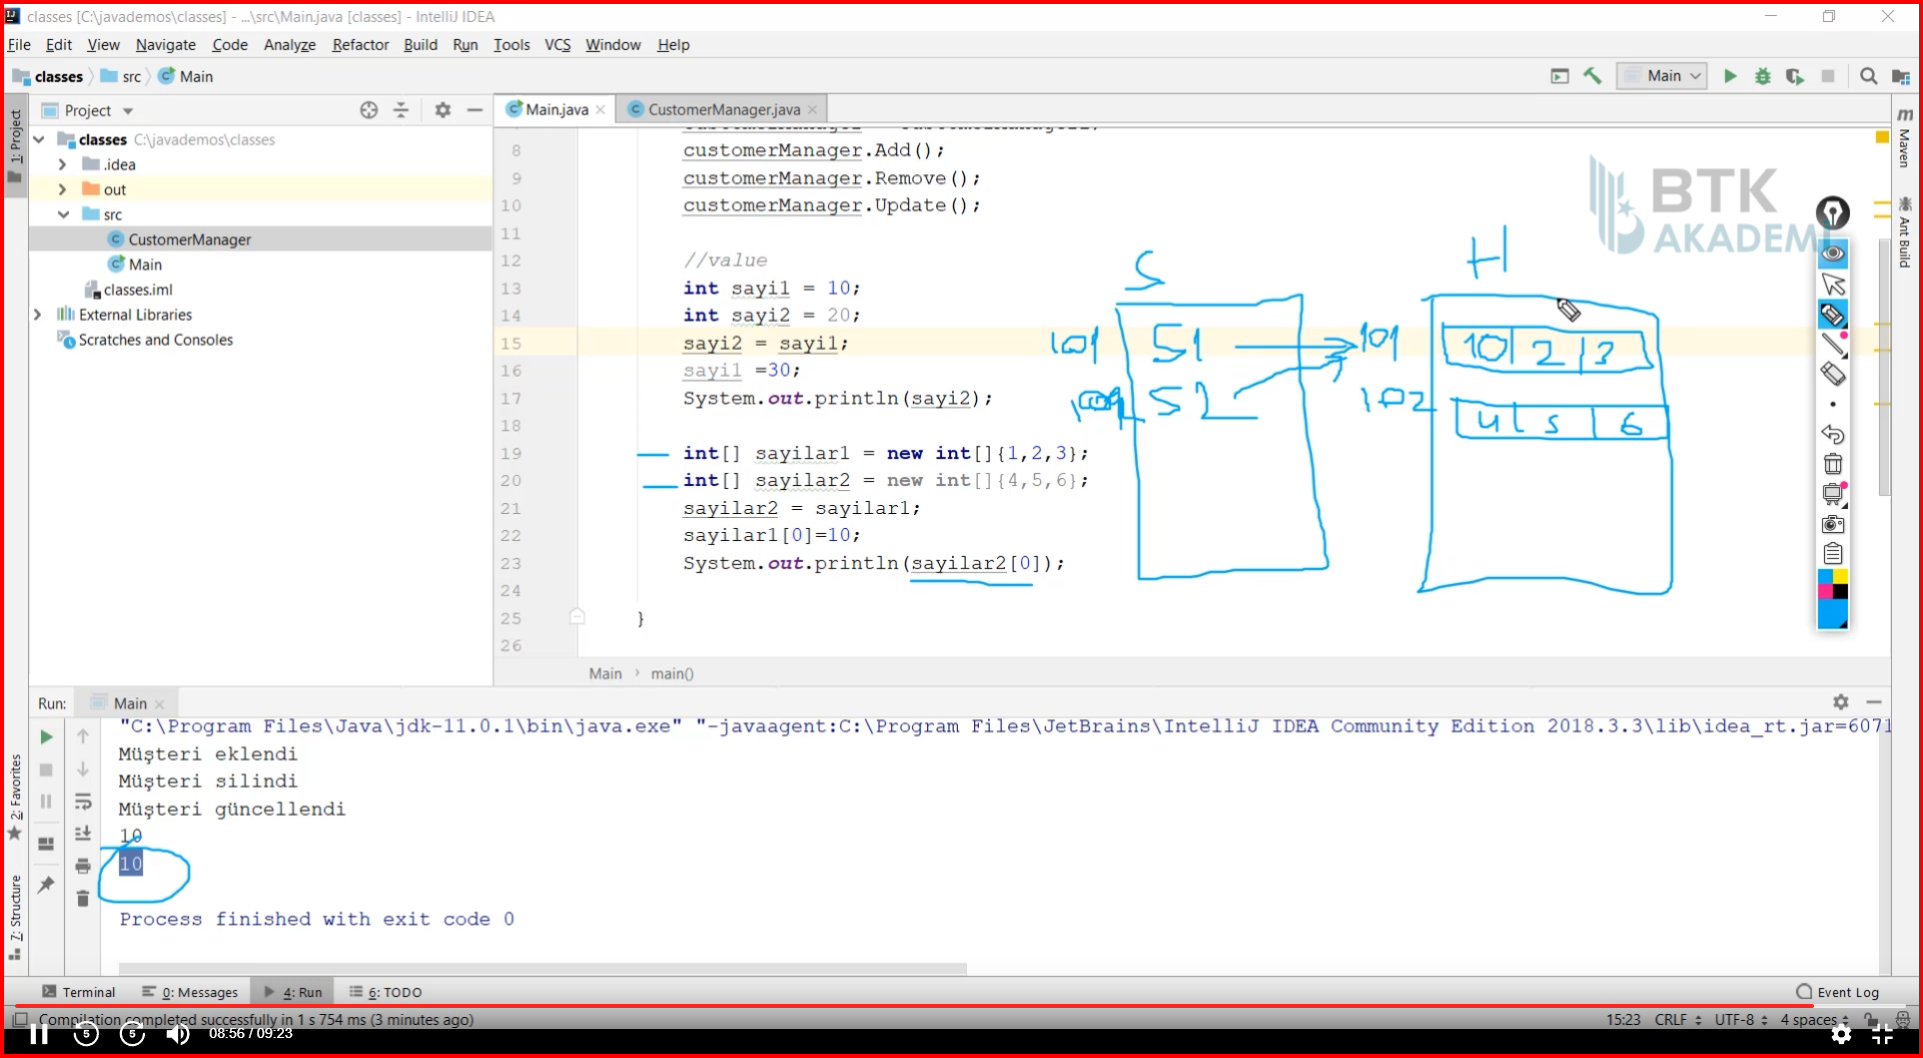 classes [C:\javademos\classes] - ...\src\Main.java [classes] - IntelliJ IDEA
File Edit View Navigate Code Analyze Refactor Build Run Tools VCS Window Help
classes src Main
Main
1: Project
Project
classes C:\javademos\classes
.idea
out
src
CustomerManager
Main
classes.iml
External Libraries
Scratches and Consoles
Main.java CustomerManager.java
8 customerManager.Add();
9 customerManager.Remove();
10 customerManager.Update();
11
12 //value
13 int sayi1 = 10;
14 int sayi2 = 20;
15 sayi2 = sayi1;
16 sayi1 =30;
17 System.out.println(sayi2);
18
19 int[] sayilar1 = new int[]{1,2,3};
20 int[] sayilar2 = new int[]{4,5,6};
21 sayilar2 = sayilar1;
22 sayilar1[0]=10;
23 System.out.println(sayilar2[0]);
24
25 }
26
Main main()
BTK
AKADEMİ
S
H
101 S1 101 10 2 3
S2 102 4 5 6
m Maven
Ant Build
Run: Main
"C:\Program Files\Java\jdk-11.0.1\bin\java.exe" "-javaagent:C:\Program Files\JetBrains\IntelliJ IDEA Community Edition 2018.3.3\lib\idea_rt.jar=6071
Müşteri eklendi
Müşteri silindi
Müşteri güncellendi
10
10
Process finished with exit code 0
2: Favorites
7: Structure
Terminal 0: Messages 4: Run 6: TODO Event Log
Compilation completed successfully in 1 s 754 ms (3 minutes ago) 15:23 CRLF UTF-8 4 spaces
5 5 08:56 / 09:23